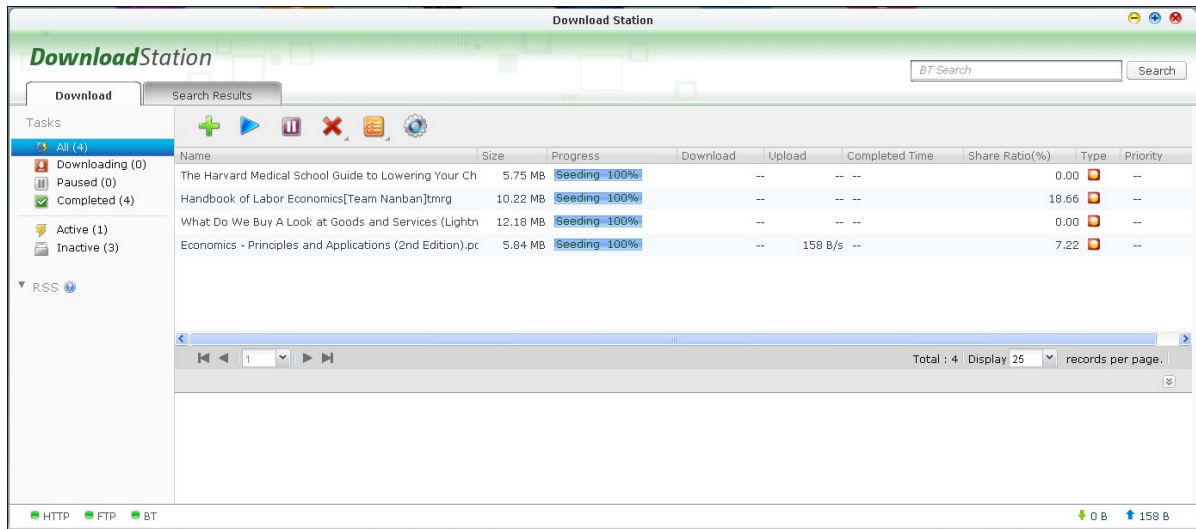 Download Station
DownloadStation
BT Search
Search
Download
Search Results
Tasks
All (4)
Downloading (0)
Paused (0)
Completed (4)
Active (1)
Inactive (3)
RSS
Name Size Progress Download Upload Completed Time Share Ratio(%) Type Priority
The Harvard Medical School Guide to Lowering Your Ch 5.75 MB Seeding 100% -- -- -- 0.00 --
Handbook of Labor Economics[Team Nanban]tmrg 10.22 MB Seeding 100% -- -- -- 18.66 --
What Do We Buy A Look at Goods and Services (Lightn 12.18 MB Seeding 100% -- -- -- 0.00 --
Economics - Principles and Applications (2nd Edition).pc 5.84 MB Seeding 100% -- 158 B/s -- 7.22 --
1
Total : 4 Display 25 records per page.
HTTP FTP BT
0 B 158 B